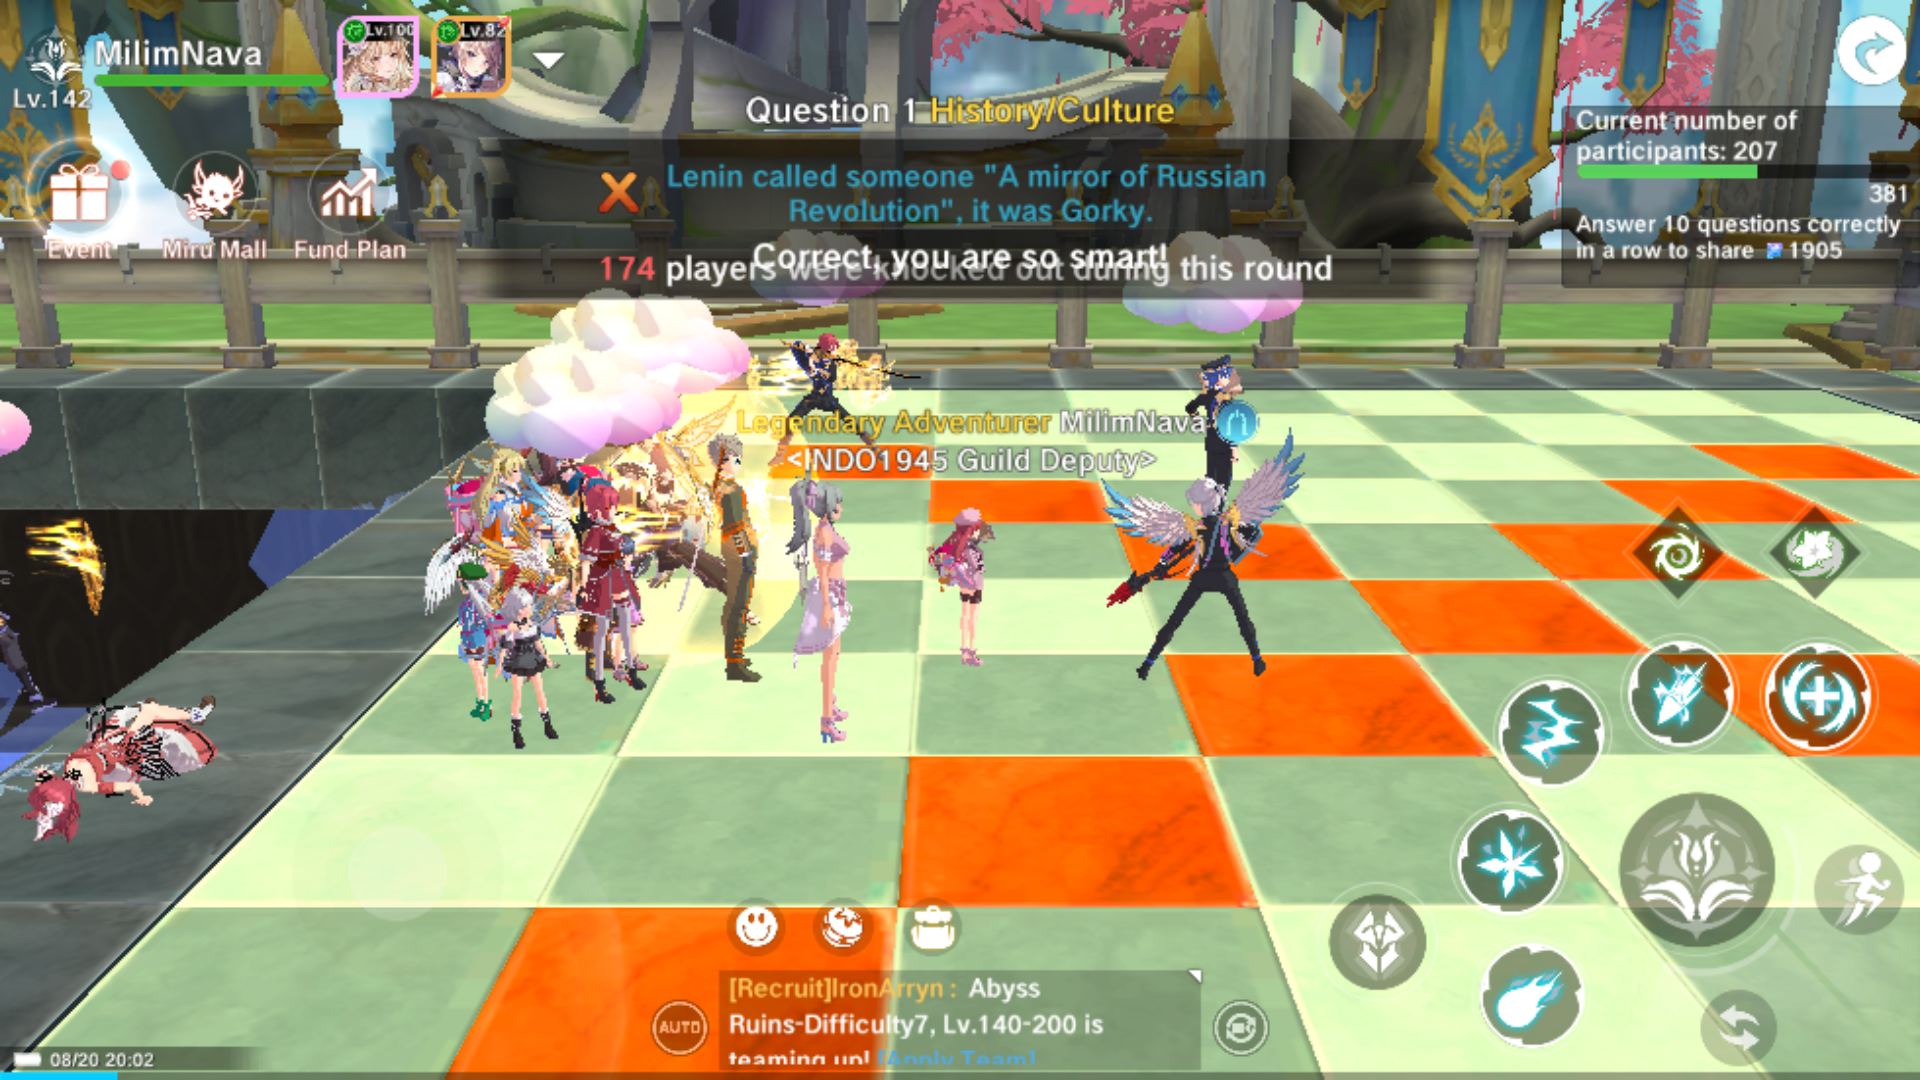 MilimNava
Lv.142
Lv.100
Lv.82
Question 1 History/Culture
Lenin called someone "A mirror of Russian
Revolution", it was Gorky.
Correct, you are so smart!
174 players were knocked out during this round
Current number of
participants: 207
381
Answer 10 questions correctly
in a row to share 1905
Event
Miru Mall
Fund Plan
Legendary Adventurer MilimNava
<INDO1945 Guild Deputy>
[Recruit]IronArryn : Abyss
Ruins-Difficulty7, Lv.140-200 is
teaming up! [Apply Team]
AUTO
08/20 20:02